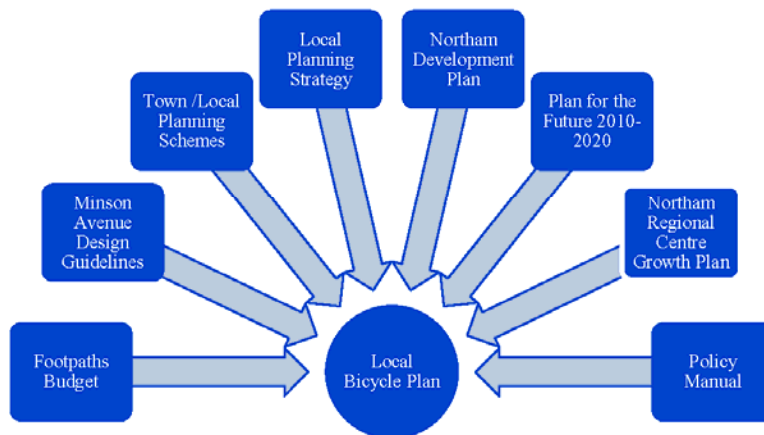 Local
Planning
Strategy
Northam
Development
Plan
Town /Local
Planning
Schemes
Plan for the
Future 2010-
2020
Minson
Avenue
Design
Guidelines
Northam
Regional
Centre
Growth Plan
Footpaths
Budget
Local
Bicycle Plan
Policy
Manual